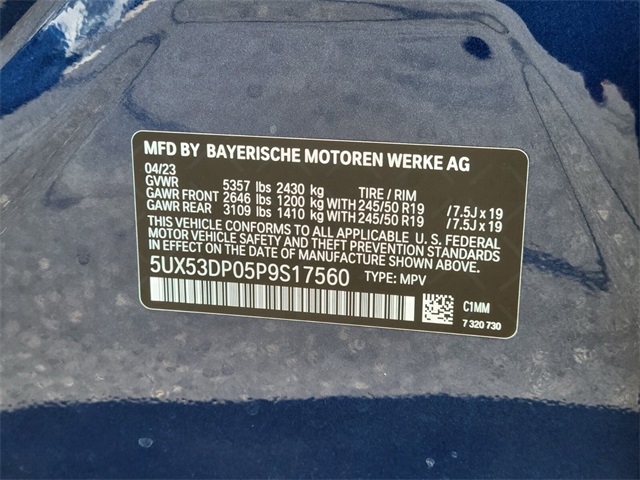 MFD BY BAYERISCHE MOTOREN WERKE AG
04/23
GVWR 5357 lbs 2430 kg TIRE / RIM
GAWR FRONT 2646 lbs 1200 kg WITH 245/50 R19 / 7.5J x 19
GAWR REAR 3109 lbs 1410 kg WITH 245/50 R19 / 7.5J x 19
THIS VEHICLE CONFORMS TO ALL APPLICABLE U. S. FEDERAL
MOTOR VEHICLE SAFETY, BUMPER, AND THEFT PREVENTION STANDARDS
IN EFFECT ON THE DATE OF MANUFACTURE SHOWN ABOVE.
5UX53DP05P9S17560 TYPE: MPV
C1MM
7 320 730